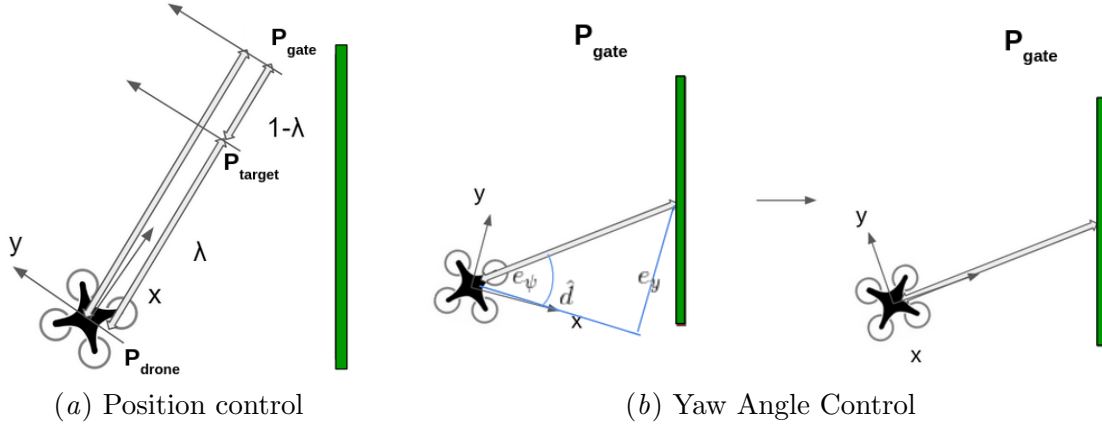 P_gate
1-λ
P_target
y
λ
x
P_drone
(a) Position control
P_gate
y
e_ψ
d̂
e_y
x
P_gate
y
x
(b) Yaw Angle Control